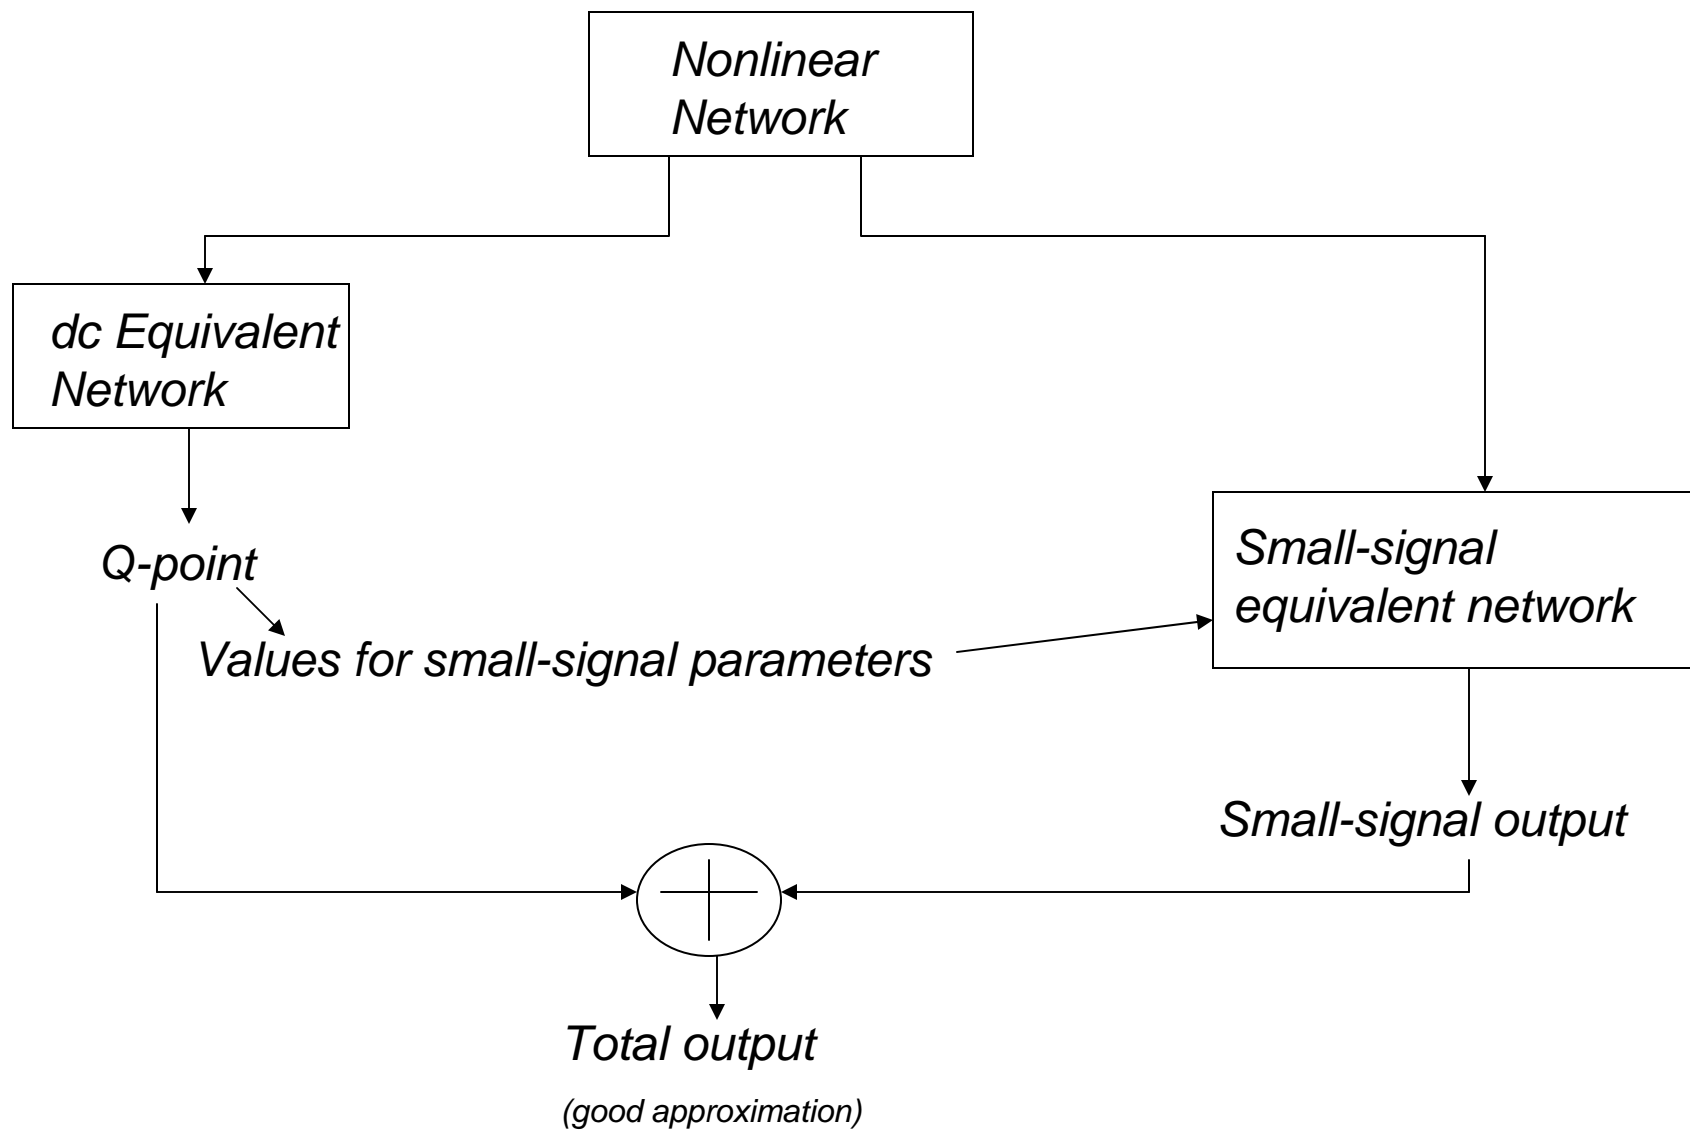 Nonlinear
Network
dc Equivalent
Network
Q-point
Values for small-signal parameters
Small-signal
equivalent network
Small-signal output
Total output
(good approximation)